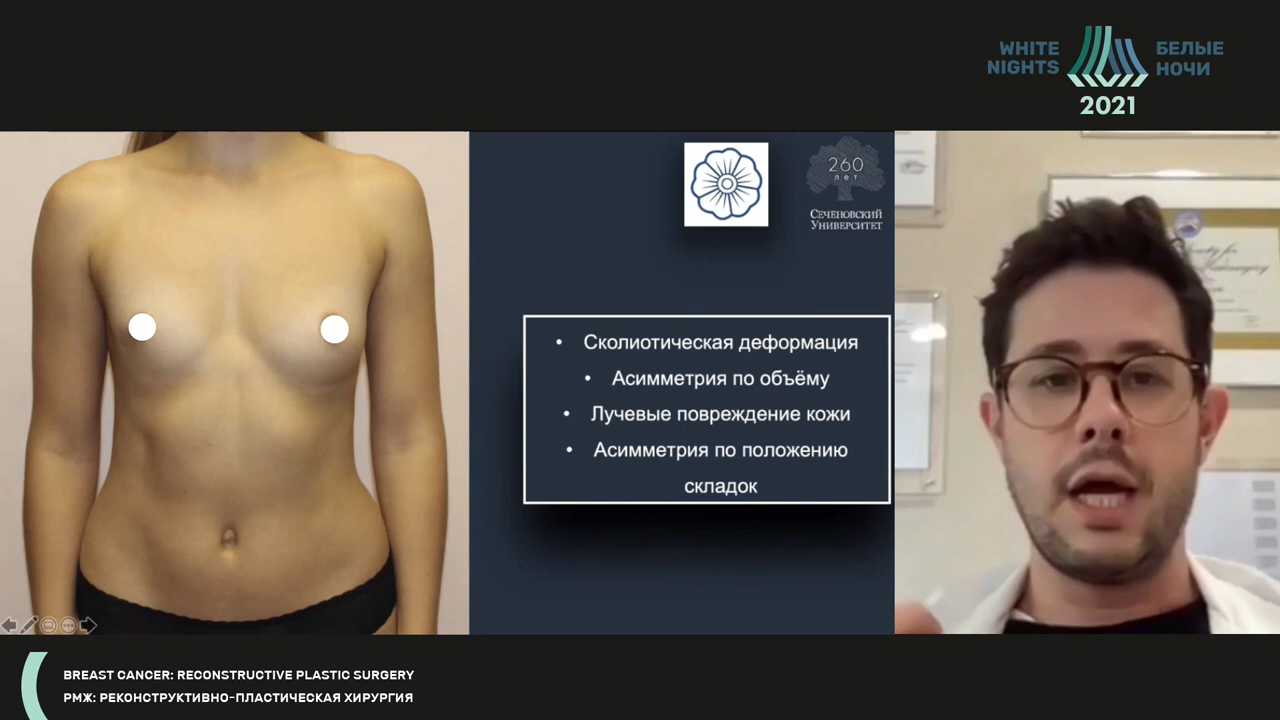 WHITE NIGHTS
БЕЛЫЕ НОЧИ
2021
260
лет
Сеченовский
Университет
• Сколиотическая деформация
• Асимметрия по объёму
• Лучевые повреждение кожи
• Асимметрия по положению
складок
BREAST CANCER: RECONSTRUCTIVE PLASTIC SURGERY
РМЖ: РЕКОНСТРУКТИВНО-ПЛАСТИЧЕСКАЯ ХИРУРГИЯ